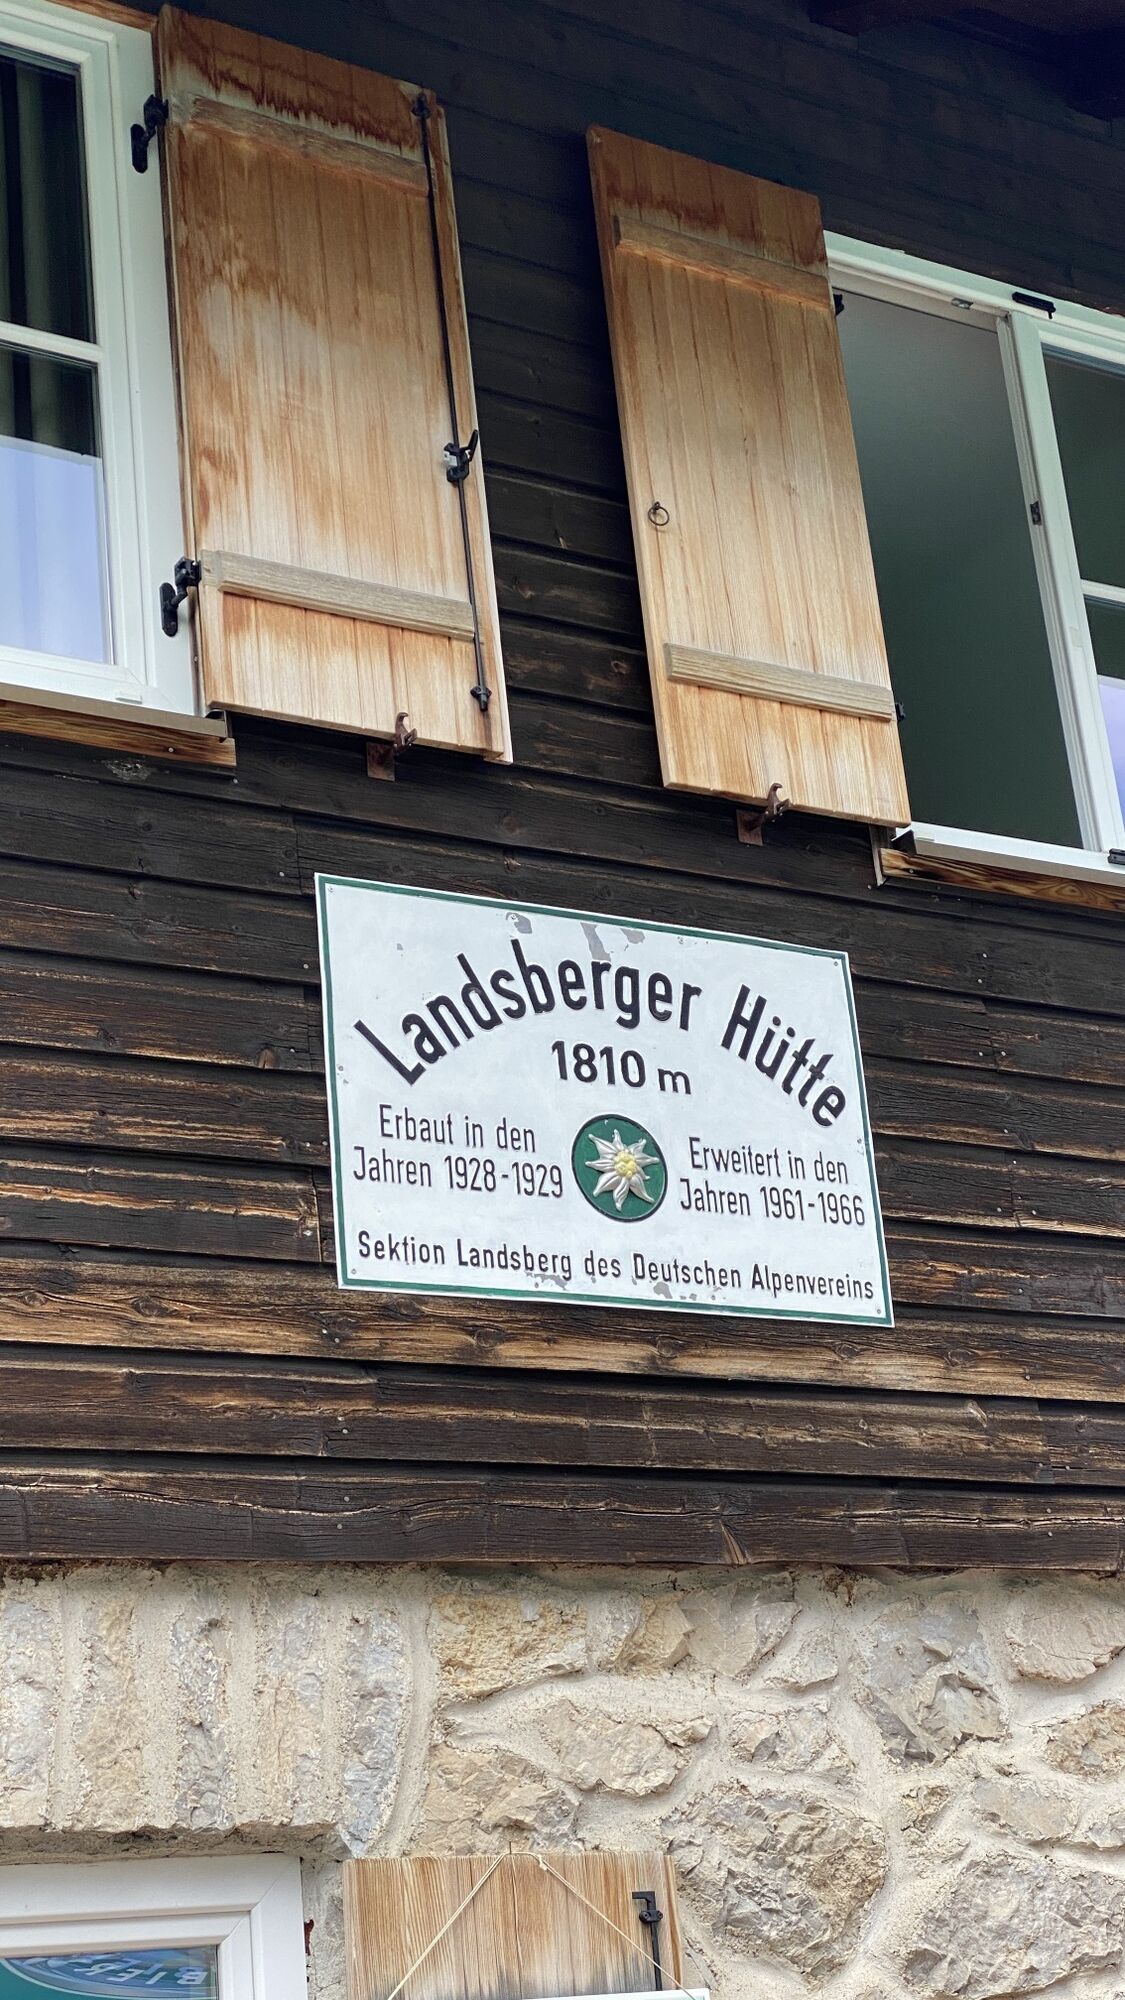 Landsberger Hütte
1810 m
Erbaut in den
Jahren 1928-1929
Erweitert in den
Jahren 1961-1966
Sektion Landsberg des Deutschen Alpenvereins
BIER